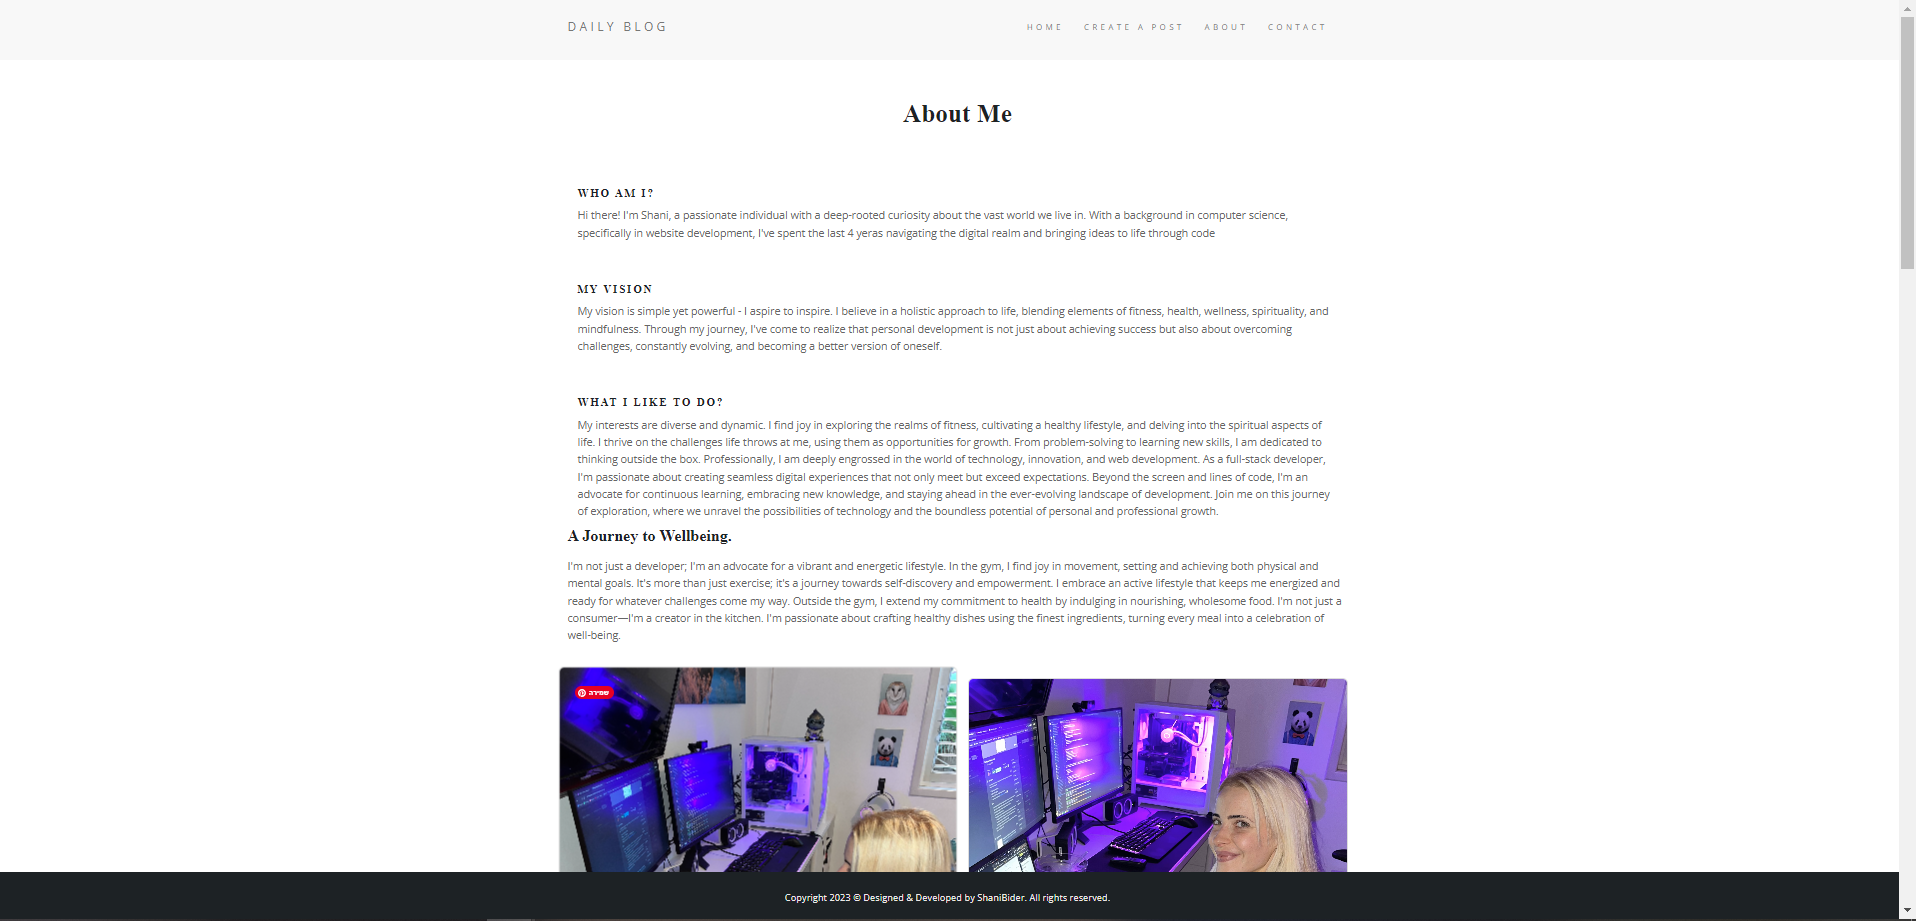 DAILY BLOG
HOME CREATE A POST ABOUT CONTACT
About Me
WHO AM I?
Hi there! I'm Shani, a passionate individual with a deep-rooted curiosity about the vast world we live in. With a background in computer science,
specifically in website development, I've spent the last 4 yeras navigating the digital realm and bringing ideas to life through code
MY VISION
My vision is simple yet powerful - I aspire to inspire. I believe in a holistic approach to life, blending elements of fitness, health, wellness, spirituality, and
mindfulness. Through my journey, I've come to realize that personal development is not just about achieving success but also about overcoming
challenges, constantly evolving, and becoming a better version of oneself.
WHAT I LIKE TO DO?
My interests are diverse and dynamic. I find joy in exploring the realms of fitness, cultivating a healthy lifestyle, and delving into the spiritual aspects of
life. I thrive on the challenges life throws at me, using them as opportunities for growth. From problem-solving to learning new skills, I am dedicated to
thinking outside the box. Professionally, I am deeply engrossed in the world of technology, innovation, and web development. As a full-stack developer,
I'm passionate about creating seamless digital experiences that not only meet but exceed expectations. Beyond the screen and lines of code, I'm an
advocate for continuous learning, embracing new knowledge, and staying ahead in the ever-evolving landscape of development. Join me on this journey
of exploration, where we unravel the possibilities of technology and the boundless potential of personal and professional growth.
A Journey to Wellbeing.
I'm not just a developer; I'm an advocate for a vibrant and energetic lifestyle. In the gym, I find joy in movement, setting and achieving both physical and
mental goals. It's more than just exercise; it's a journey towards self-discovery and empowerment. I embrace an active lifestyle that keeps me energized and
ready for whatever challenges come my way. Outside the gym, I extend my commitment to health by indulging in nourishing, wholesome food. I'm not just a
consumer—I'm a creator in the kitchen. I'm passionate about crafting healthy dishes using the finest ingredients, turning every meal into a celebration of
well-being.
שמירה
Copyright 2023 © Designed & Developed by ShaniBider. All rights reserved.